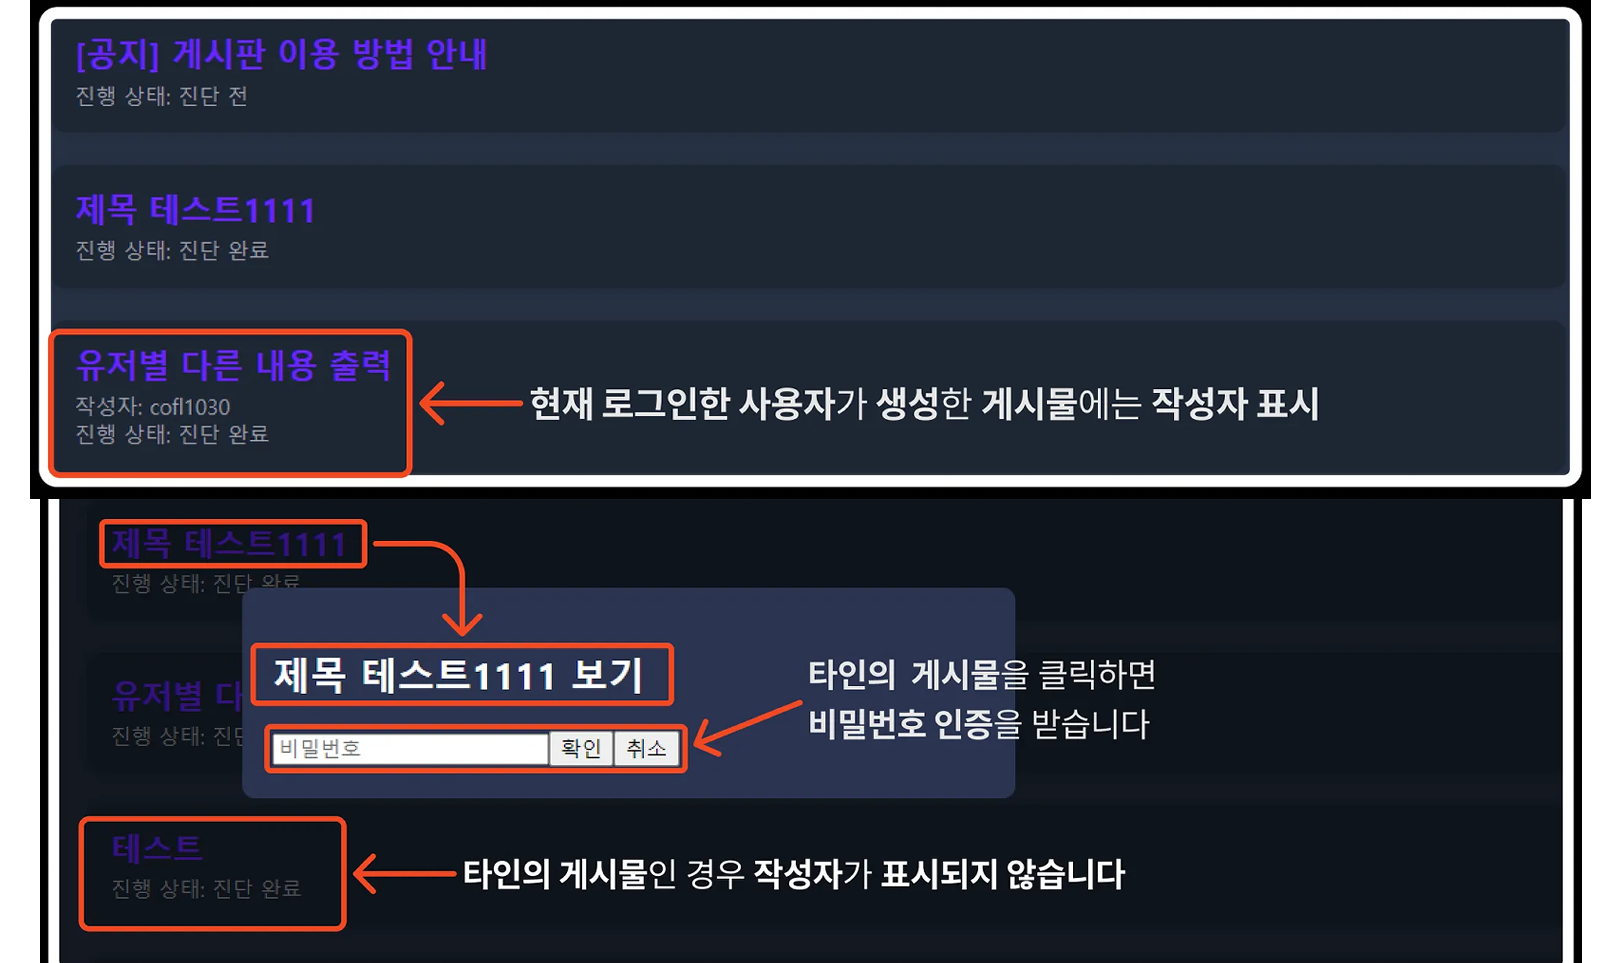 [공지] 게시판 이용 방법 안내
진행 상태: 진단 전
제목 테스트1111
진행 상태: 진단 완료
유저별 다른 내용 출력
작성자: cofl1030
진행 상태: 진단 완료
현재 로그인한 사용자가 생성한 게시물에는 작성자 표시
제목 테스트1111
진행 상태: 진단 완료
제목 테스트1111 보기
비밀번호
확인
취소
타인의 게시물을 클릭하면
비밀번호 인증을 받습니다
유저별 다
진행 상태: 진단
테스트
진행 상태: 진단 완료
타인의 게시물인 경우 작성자가 표시되지 않습니다